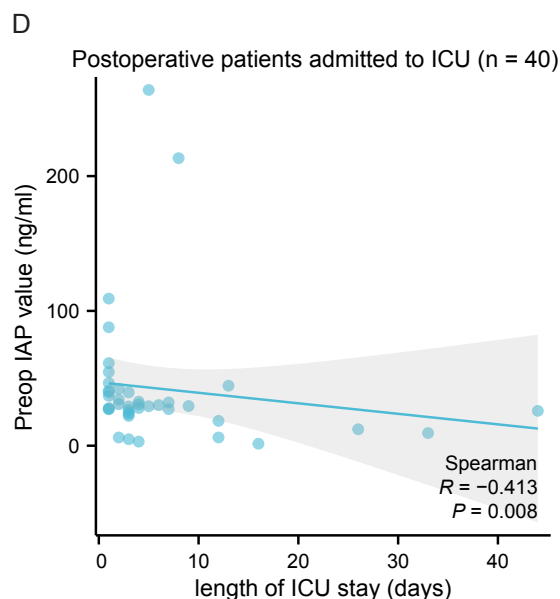 D
Postoperative patients admitted to ICU (n = 40)
Preop IAP value (ng/ml)
200
100
0
Spearman
R = −0.413
P = 0.008
0 10 20 30 40
length of ICU stay (days)